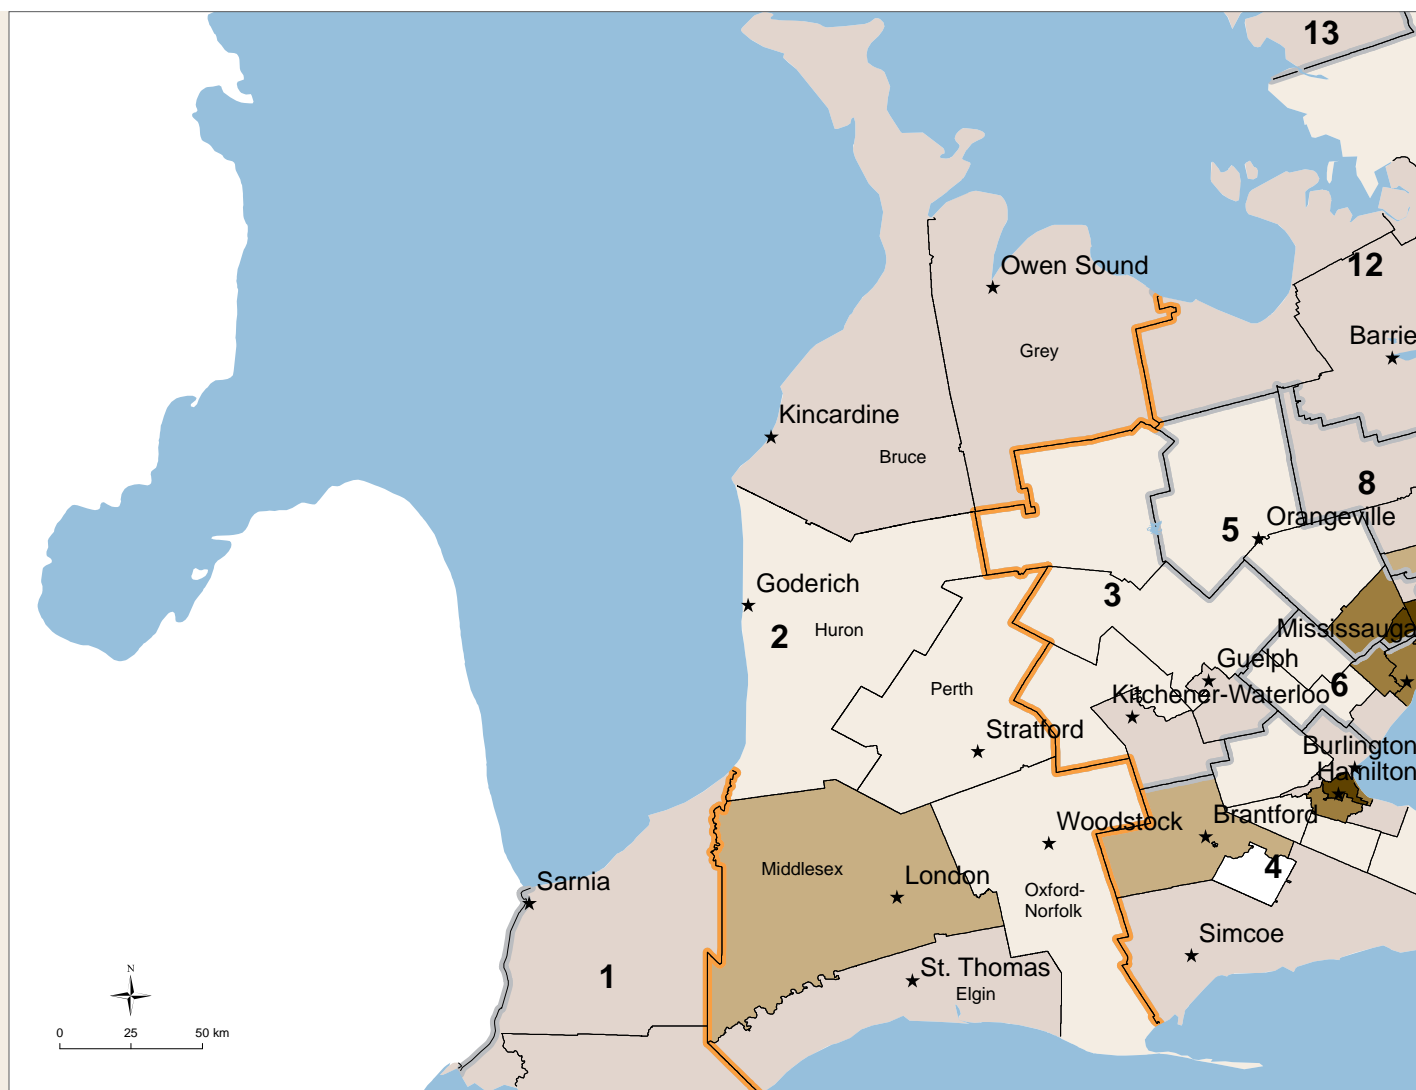 13
12
Owen Sound
Barrie
Grey
Kincardine
Bruce
8
Orangeville
5
Goderich
3
2
Huron
Mississauga
Guelph
Perth
Kitchener-Waterloo
6
Stratford
Burlington
Hamilton
Brantford
Woodstock
Middlesex
4
London
Sarnia
Oxford-
Norfolk
Simcoe
St. Thomas
1
Elgin
N
0 25 50 km